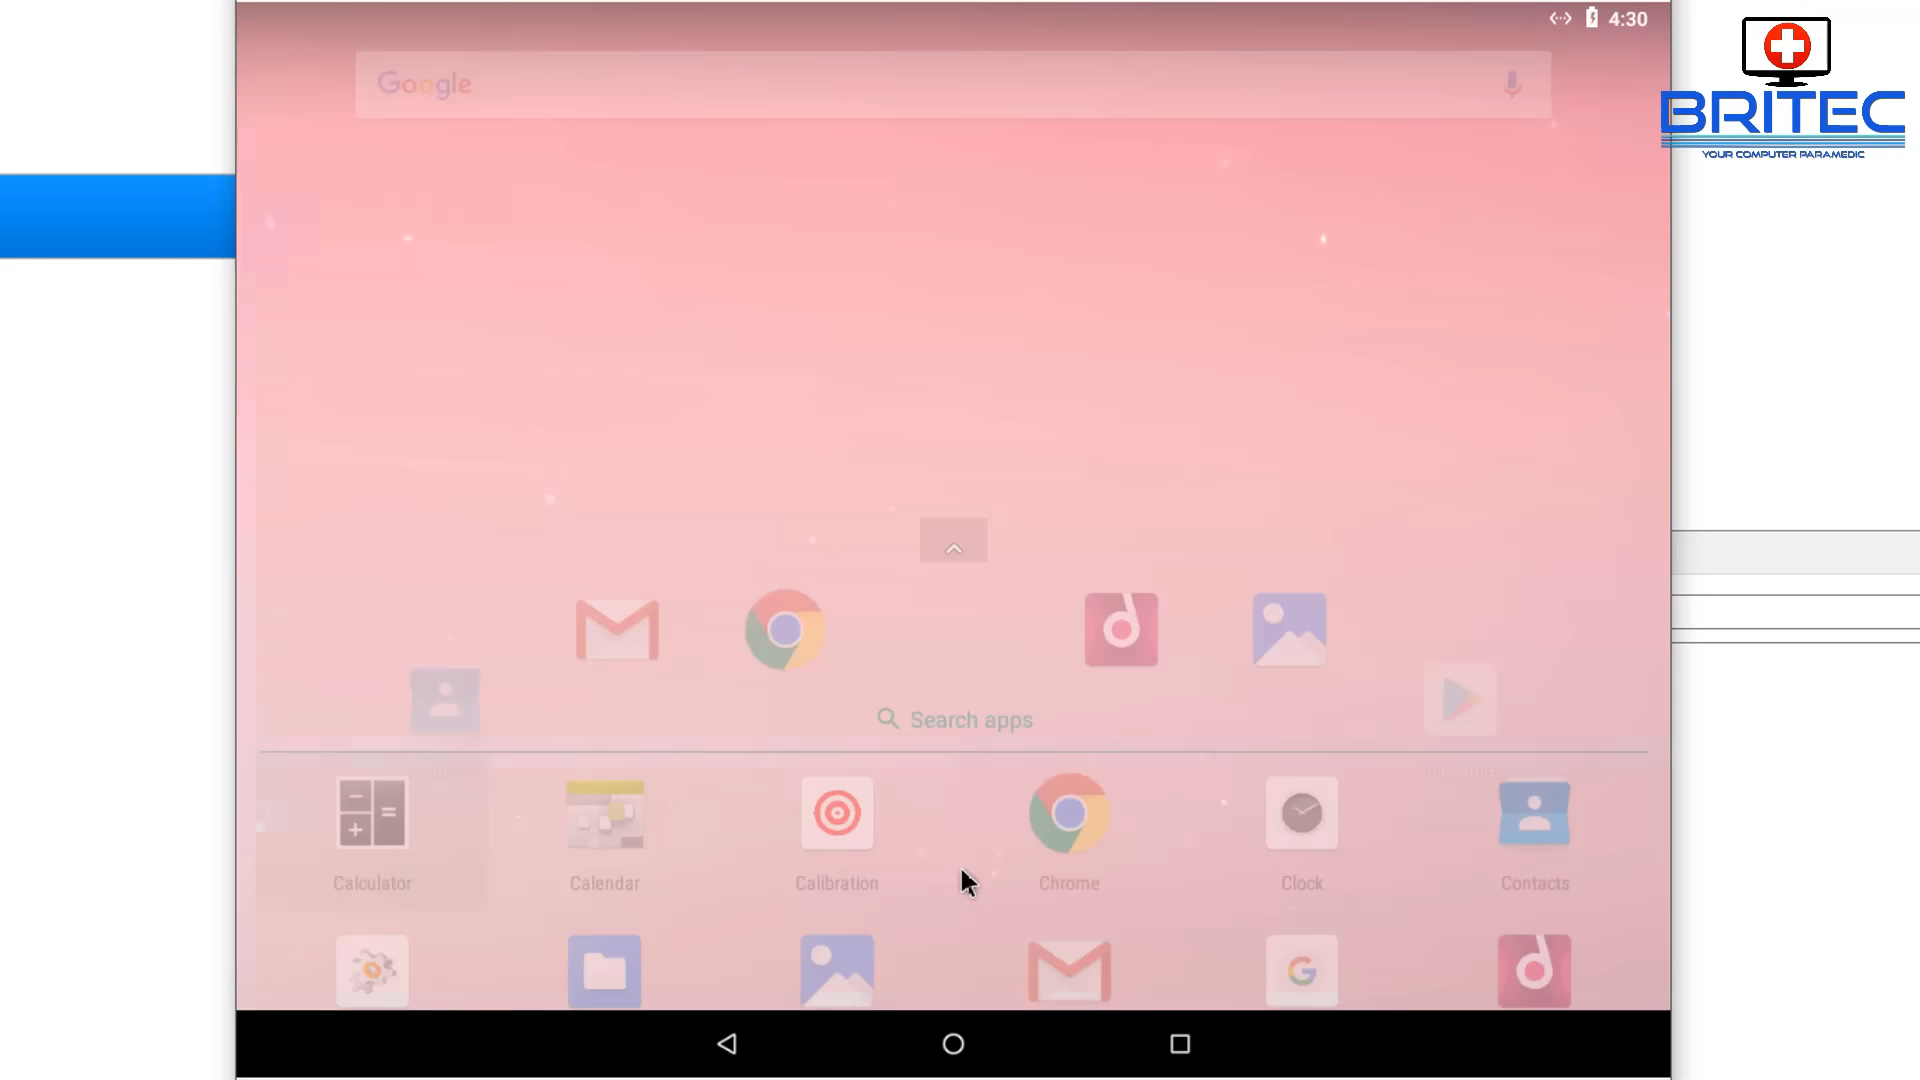 4:30
Google
BRITEC
YOUR COMPUTER PARAMEDIC
Search apps
Calculator
Calendar
Calibration
Chrome
Clock
Contacts